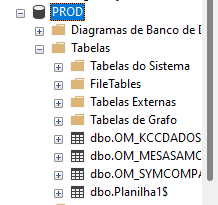 PROD
Diagramas de Banco de D
Tabelas
Tabelas do Sistema
FileTables
Tabelas Externas
Tabelas de Grafo
dbo.OM_KCCDADOS
dbo.OM_MESASAMC
dbo.OM_SYMCOMPA
dbo.Planilha1$